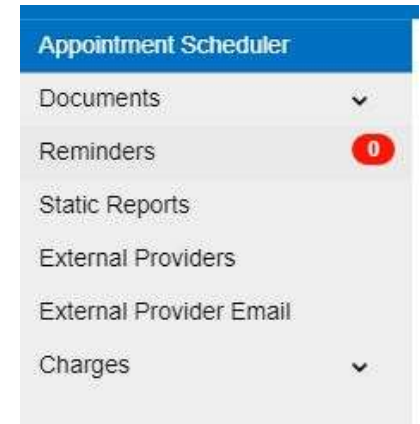 Appointment Scheduler
Documents
Reminders 0
Static Reports
External Providers
External Provider Email
Charges